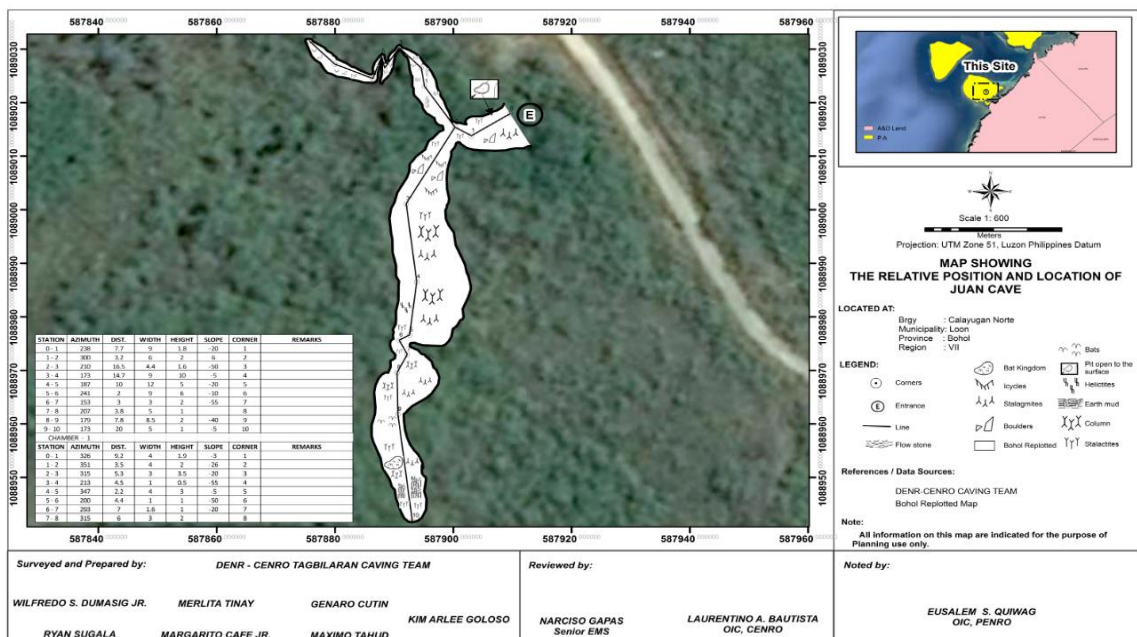 587840 587860 587880 587900 587920 587940 587960
1089030
1089020
1089010
1089000
1088990
1088980
1088970
1088960
1088950
E
STATION AZIMUTH DIST. WIDTH HEIGHT SLOPE CORNER REMARKS
0 - 1 238 7.7 9 1.8 -20 1
1 - 2 300 3.2 6 2 6 2
2 - 3 210 16.5 4.4 1.6 -50 3
3 - 4 173 14.7 9 10 -5 4
4 - 5 187 10 12 5 -20 5
5 - 6 241 2 9 6 -10 6
6 - 7 153 3 3 2 -55 7
7 - 8 207 3.8 5 1 8
8 - 9 179 7.8 8.5 2 -40 9
9 - 10 173 20 5 1 -5 10
CHAMBER - 1
STATION AZIMUTH DIST. WIDTH HEIGHT SLOPE CORNER REMARKS
0 - 1 326 9.2 4 1.9 -3 1
1 - 2 351 3.5 4 2 26 2
2 - 3 315 5.3 3 3.5 -20 3
3 - 4 213 4.5 1 0.5 -55 4
4 - 5 347 2.2 4 3 -5 5
5 - 6 200 4.4 1 1 -50 6
6 - 7 293 7 1.6 1 -20 7
7 - 8 315 6 3 2 8
587840 587860 587880 587900 587920 587940 587960
This Site
A&D Land
P.A
Scale 1: 600
Meters
Projection: UTM Zone 51, Luzon Philippines Datum
MAP SHOWING
THE RELATIVE POSITION AND LOCATION OF
JUAN CAVE
LOCATED AT:
Brgy : Calayugan Norte
Municipality: Loon
Province : Bohol
Region : VII
LEGEND:
Corners
Entrance
Line
Flow stone
Bat Kingdom
Icycles
Stalagmites
Boulders
Bohol Replotted
Bats
Pit open to the
surface
Helictites
Earth mud
Column
Stalactites
References / Data Sources:
DENR-CENRO CAVING TEAM
Bohol Replotted Map
Note:
All information on this map are indicated for the purpose of
Planning use only.
Surveyed and Prepared by: DENR - CENRO TAGBILARAN CAVING TEAM
WILFREDO S. DUMASIG JR. MERLITA TINAY GENARO CUTIN
KIM ARLEE GOLOSO
RYAN SUGALA MARGARITO CAFE JR. MAXIMO TAHUD
Reviewed by:
NARCISO GAPAS
Senior EMS
LAURENTINO A. BAUTISTA
OIC, CENRO
Noted by:
EUSALEM S. QUIWAG
OIC, PENRO